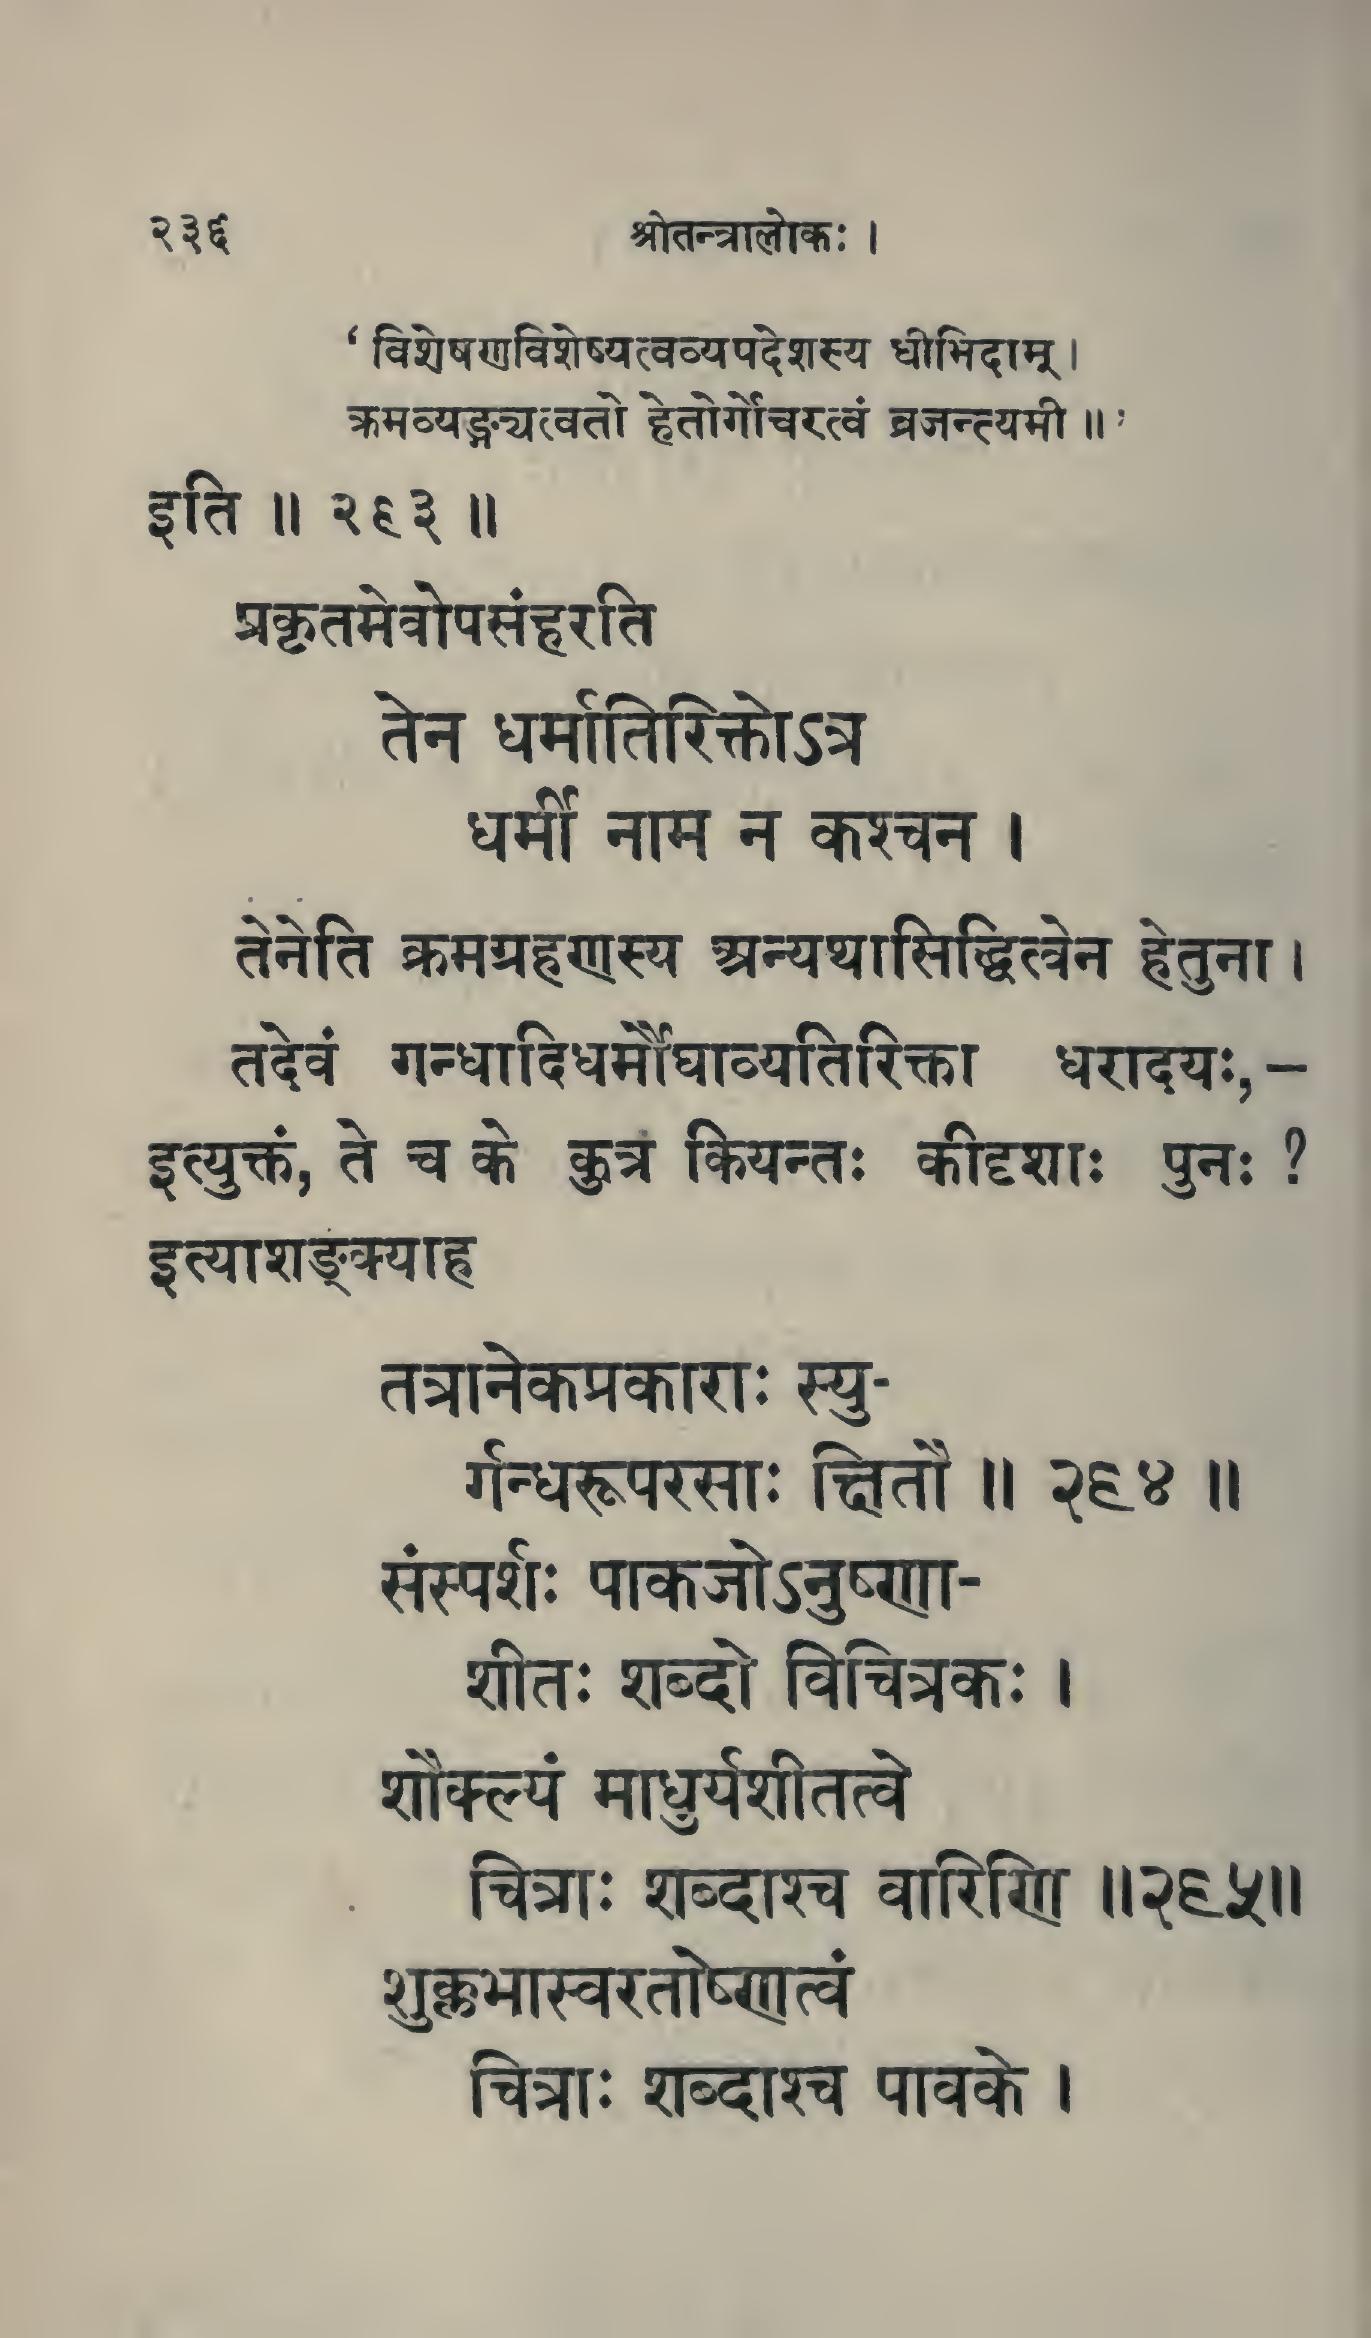 २३६ श्रीतन्त्रालोकः ।
‘ विशेषणविशेष्यत्वव्यपदेशस्य धीभिदाम् ।
क्रमव्यङ्ग्यत्वतो हेतोर्गोचरत्वं व्रजन्त्यमी ॥ ’
इति ॥ २९३ ॥
प्रकृतमेवोपसंहरति
तेन धर्मातिरिक्तोऽत्र
धर्मी नाम न कश्चन ।
तेनेति क्रमग्रहणस्य अन्यथासिद्धित्वेन हेतुना ।
तदेवं गन्धादिधर्मौघाव्यतिरिक्ता धरादयः,—
इत्युक्तं, ते च के कुत्र कियन्तः कीदृशाः पुनः ?
इत्याशङ्क्याह
तत्रानेकप्रकाराः स्यु-
र्गन्धरूपरसाः क्षितौ ॥ २९४ ॥
संस्पर्शः पाकजोऽनुष्णा-
शीतः शब्दो विचित्रकः ।
शौक्ल्यं माधुर्यशीतत्वे
चित्राः शब्दाश्च वारिणि ॥२९५॥
शुक्लभास्वरतोष्णत्वं
चित्राः शब्दाश्च पावके ।